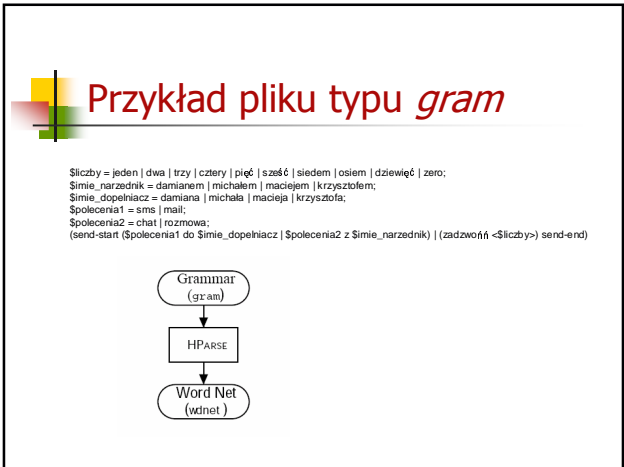 Przykład pliku typu gram
$liczby = jeden | dwa | trzy | cztery | pięć | sześć | siedem | osiem | dziewięć | zero;
$imie_narzednik = damianem | michałem | maciejem | krzysztofem;
$imie_dopelniacz = damiana | michała | macieja | krzysztofa;
$polecenia1 = sms | mail;
$polecenia2 = chat | rozmowa;
(send-start ($polecenia1 do $imie_dopelniacz | $polecenia2 z $imie_narzednik) | (zadzwońń <$liczby>) send-end)
Grammar
(gram)
HPARSE
Word Net
(wdnet )